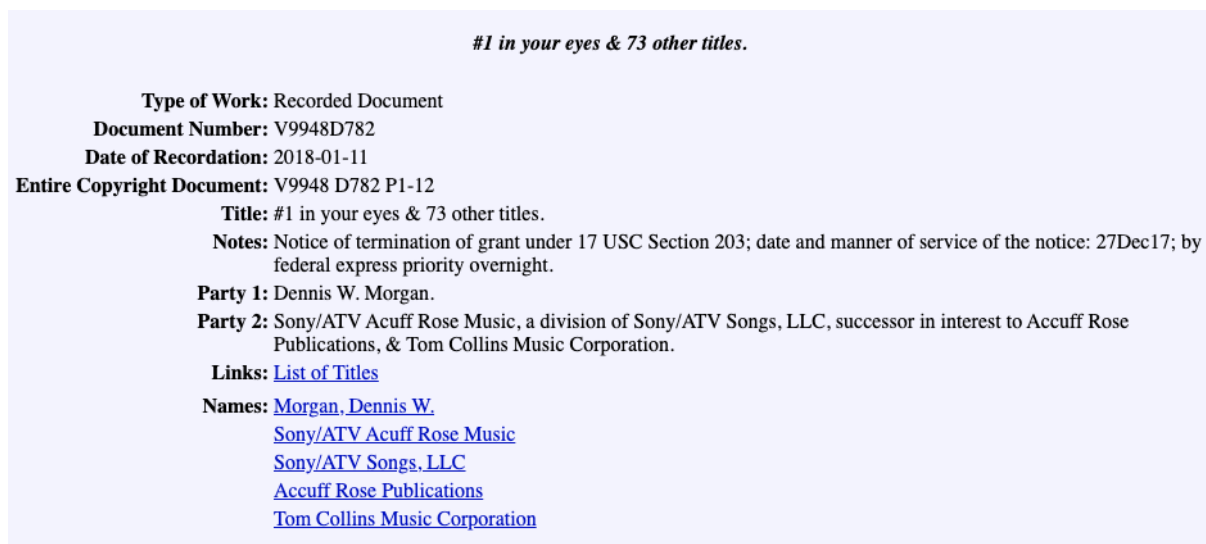 #1 in your eyes & 73 other titles.
Type of Work: Recorded Document
Document Number: V9948D782
Date of Recordation: 2018-01-11
Entire Copyright Document: V9948 D782 P1-12
Title: #1 in your eyes & 73 other titles.
Notes: Notice of termination of grant under 17 USC Section 203; date and manner of service of the notice: 27Dec17; by
federal express priority overnight.
Party 1: Dennis W. Morgan.
Party 2: Sony/ATV Acuff Rose Music, a division of Sony/ATV Songs, LLC, successor in interest to Accuff Rose
Publications, & Tom Collins Music Corporation.
Links: List of Titles
Names: Morgan, Dennis W.
Sony/ATV Acuff Rose Music
Sony/ATV Songs, LLC
Accuff Rose Publications
Tom Collins Music Corporation